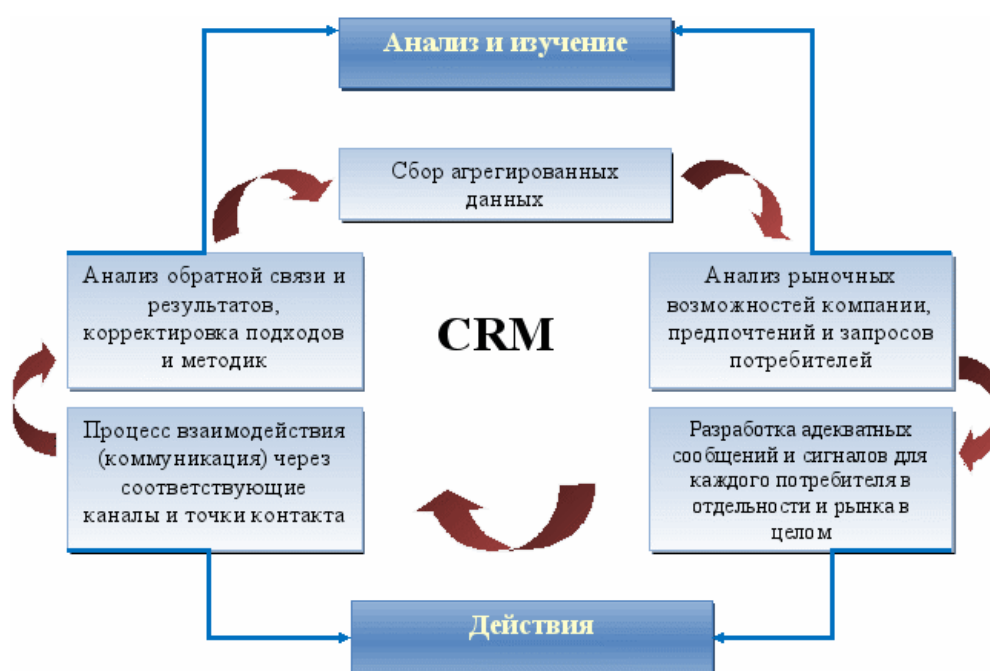 Анализ и изучение
Сбор агрегированных
данных
Анализ обратной связи и
результатов,
корректировка подходов
и методик
CRM
Анализ рыночных
возможностей компании,
предпочтений и запросов
потребителей
Процесс взаимодействия
(коммуникация) через
соответствующие
каналы и точки контакта
Разработка адекватных
сообщений и сигналов для
каждого потребителя в
отдельности и рынка в
целом
Действия